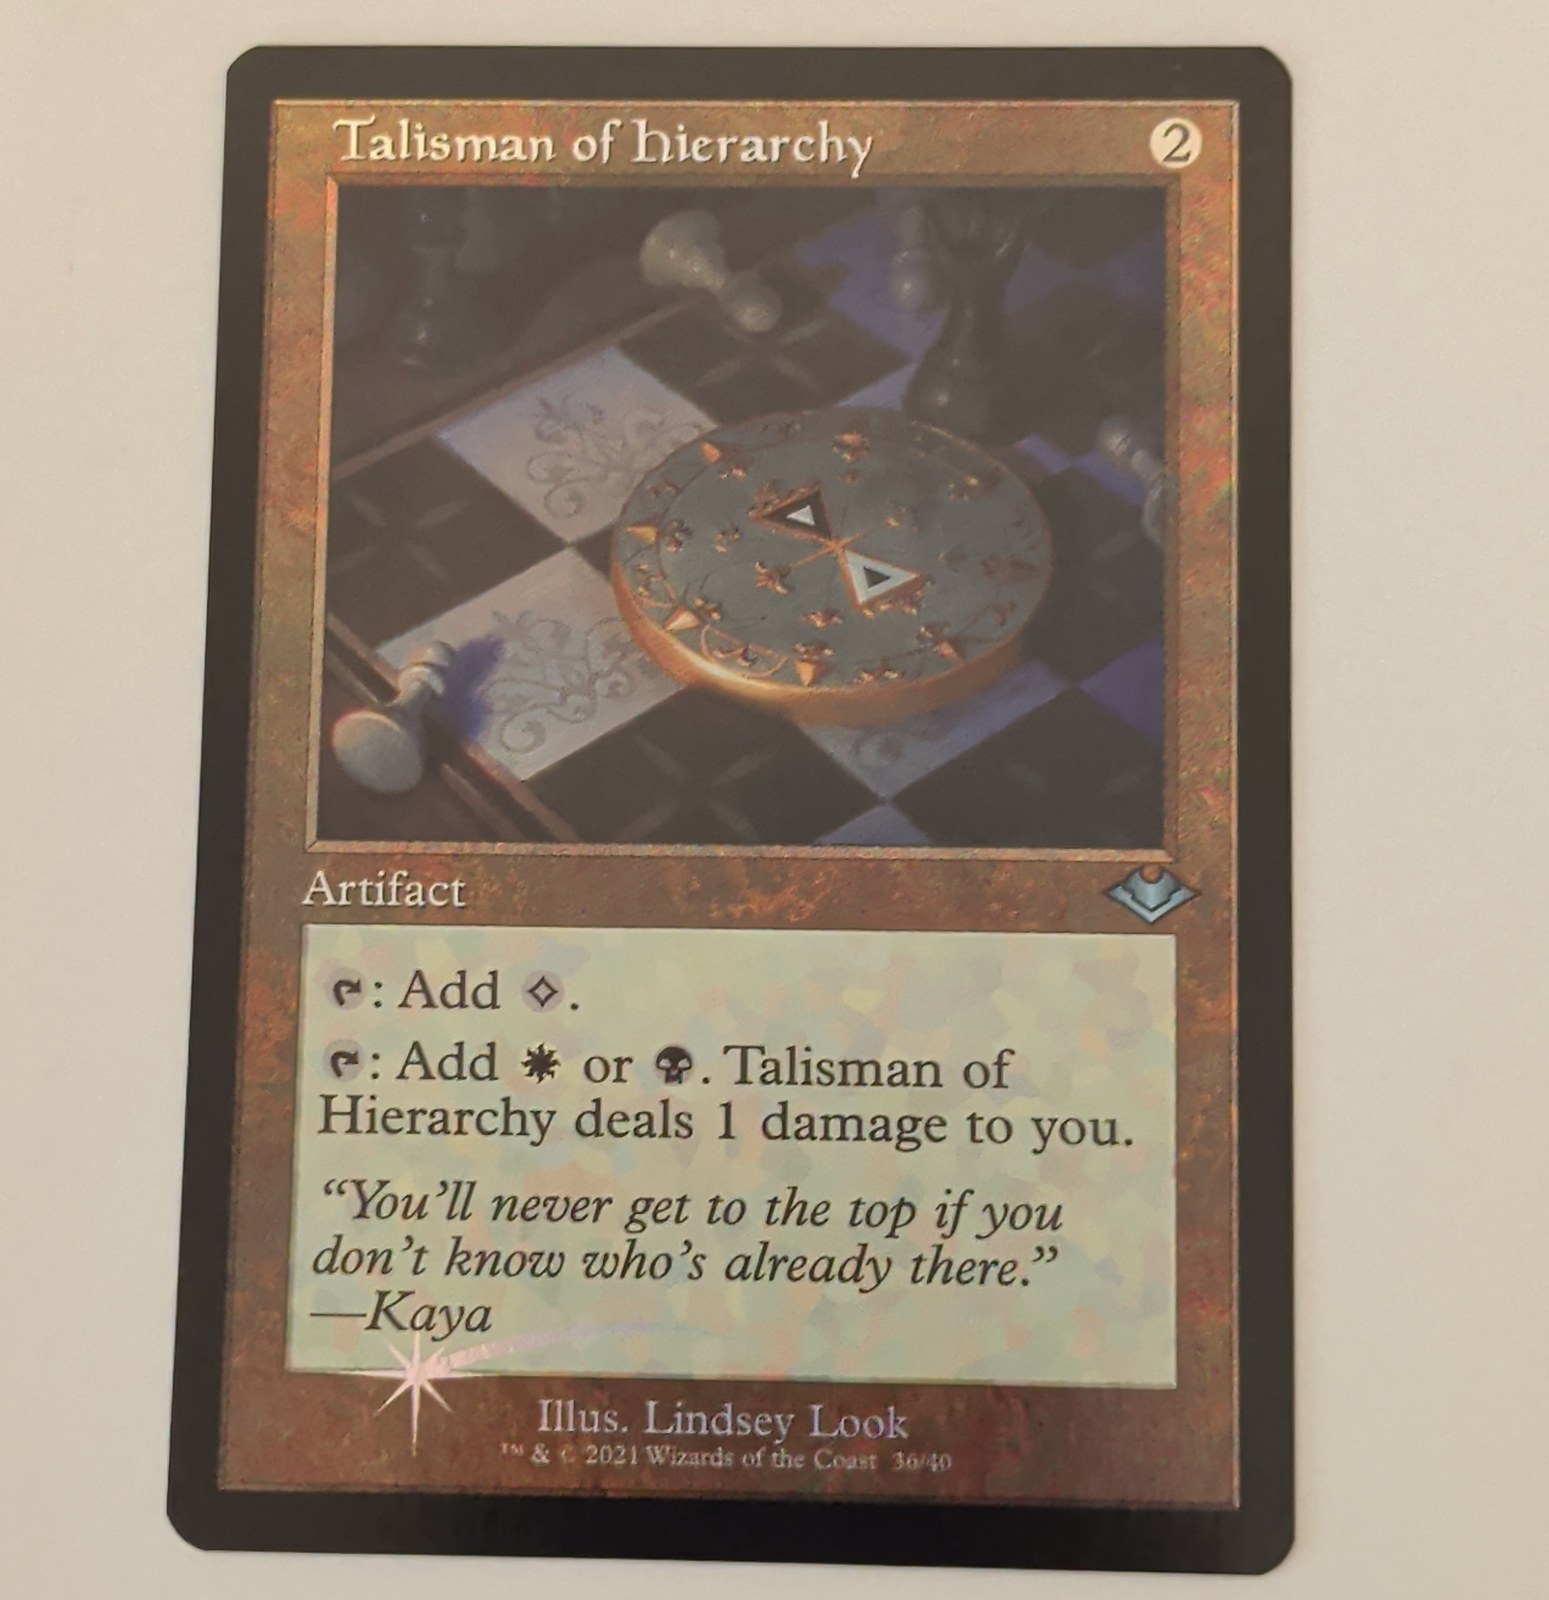 Talisman of Hierarchy 2
Artifact
: Add .
: Add or . Talisman of
Hierarchy deals 1 damage to you.
“You’ll never get to the top if you
don’t know who’s already there.”
—Kaya
Illus. Lindsey Look
™ & © 2021 Wizards of the Coast 36/40